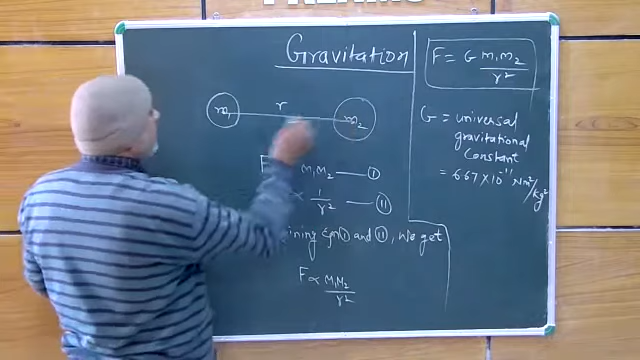 Gravitation
m₁ r m₂
F M₁M₂ —— Ⓘ
∝ 1/r² —— ⓘⓘ
ining Eqn Ⓘ and ⓘⓘ, we get
F ∝ M₁M₂/r²
F = G M₁M₂/r²
G = universal
gravitational
Constant
= 6.67 × 10⁻¹¹ Nm²/kg²